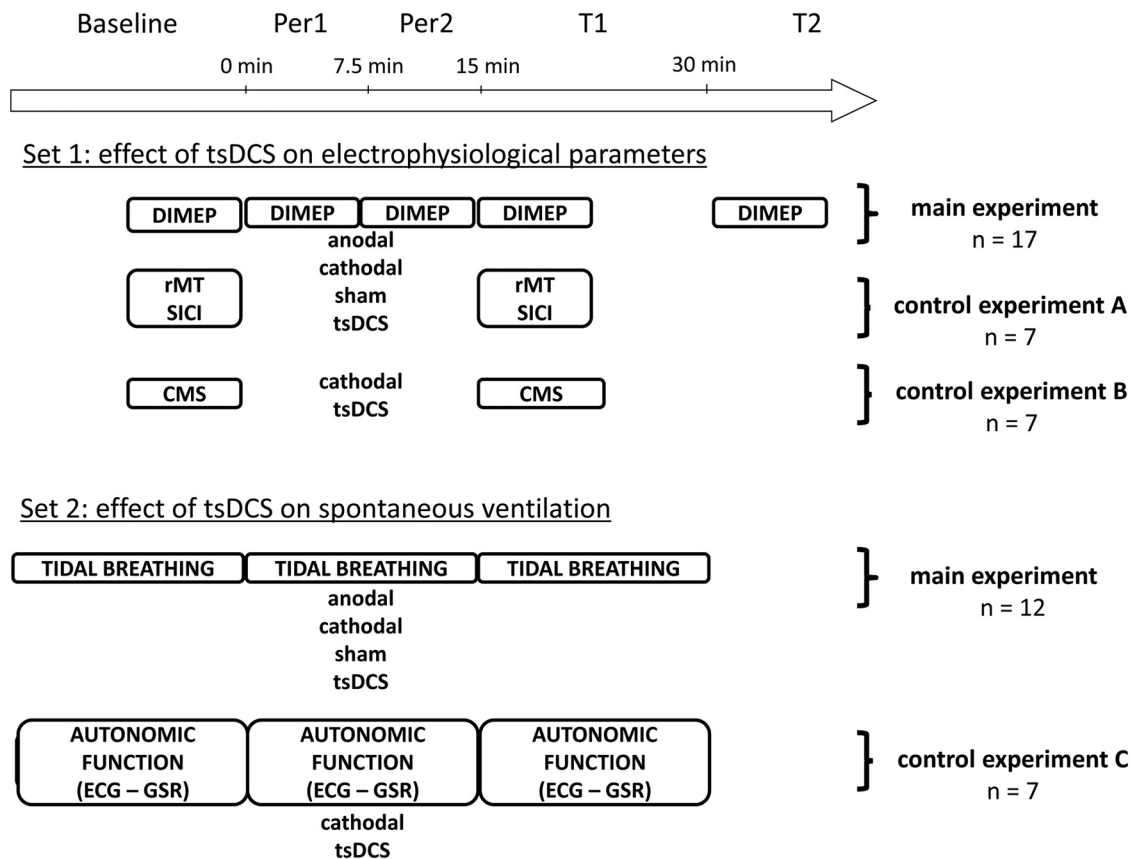 Baseline Per1 Per2 T1 T2
0 min 7.5 min 15 min 30 min
Set 1: effect of tsDCS on electrophysiological parameters
DIMEP DIMEP DIMEP DIMEP DIMEP
main experiment
n = 17
anodal
cathodal
sham
tsDCS
rMT
SICI
rMT
SICI
control experiment A
n = 7
CMS
cathodal
tsDCS
CMS
control experiment B
n = 7
Set 2: effect of tsDCS on spontaneous ventilation
TIDAL BREATHING TIDAL BREATHING TIDAL BREATHING
main experiment
n = 12
anodal
cathodal
sham
tsDCS
AUTONOMIC
FUNCTION
(ECG – GSR)
AUTONOMIC
FUNCTION
(ECG – GSR)
AUTONOMIC
FUNCTION
(ECG – GSR)
control experiment C
n = 7
cathodal
tsDCS